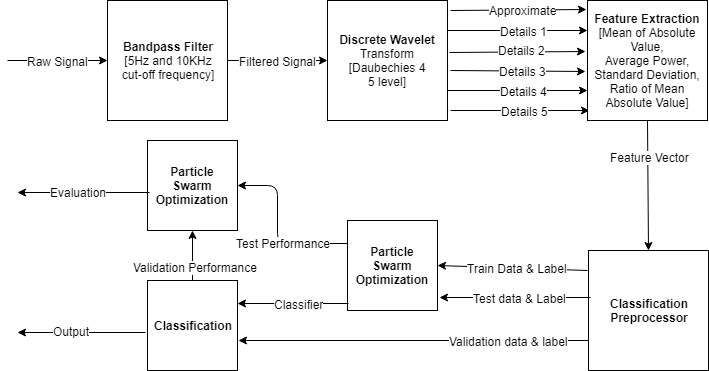 Raw Signal
Bandpass Filter
[5Hz and 10KHz
cut-off frequency]
Filtered Signal
Discrete Wavelet
Transform
[Daubechies 4
5 level]
Approximate
Details 1
Details 2
Details 3
Details 4
Details 5
Feature Extraction
[Mean of Absolute
Value,
Average Power,
Standard Deviation,
Ratio of Mean
Absolute Value]
Feature Vector
Particle
Swarm
Optimization
Evaluation
Test Performance
Particle
Swarm
Optimization
Train Data & Label
Test data & Label
Classification
Preprocessor
Validation Performance
Classifier
Classification
Output
Validation data & label